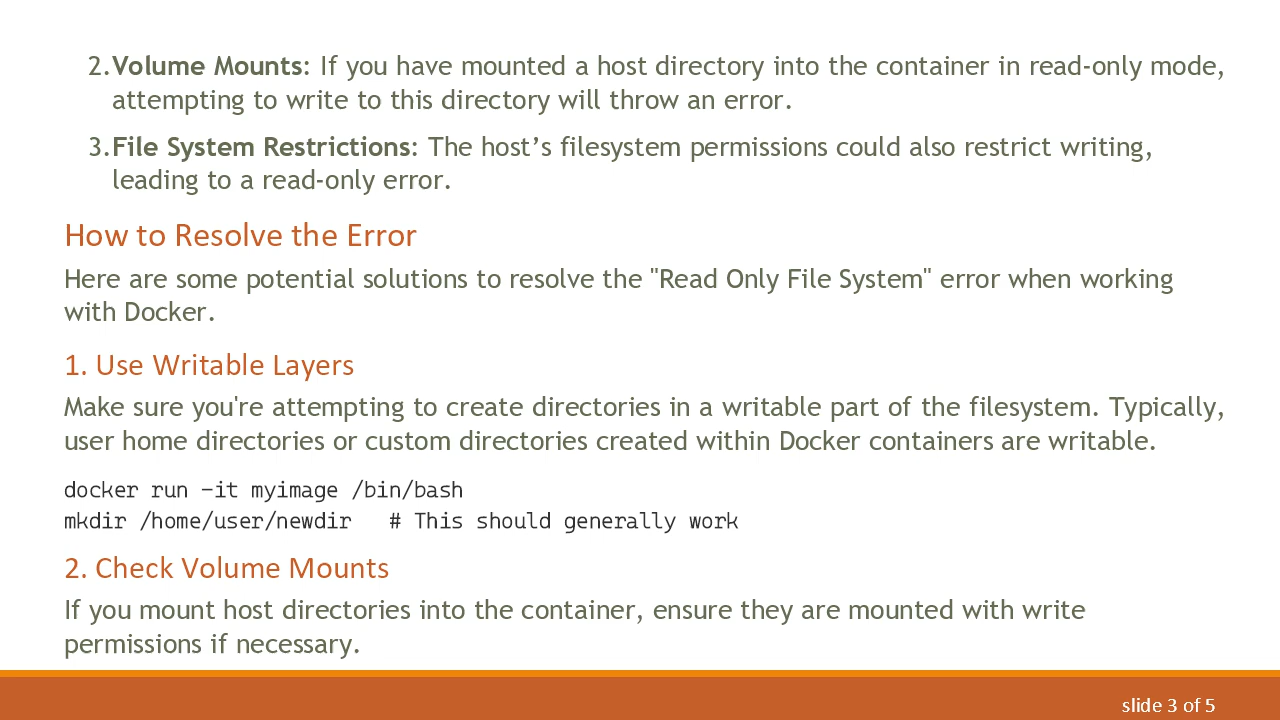 2.Volume Mounts: If you have mounted a host directory into the container in read-only mode,
attempting to write to this directory will throw an error.
3.File System Restrictions: The host’s filesystem permissions could also restrict writing,
leading to a read-only error.
How to Resolve the Error
Here are some potential solutions to resolve the "Read Only File System" error when working
with Docker.
1. Use Writable Layers
Make sure you're attempting to create directories in a writable part of the filesystem. Typically,
user home directories or custom directories created within Docker containers are writable.
docker run -it myimage /bin/bash
mkdir /home/user/newdir   # This should generally work
2. Check Volume Mounts
If you mount host directories into the container, ensure they are mounted with write
permissions if necessary.
slide 3 of 5